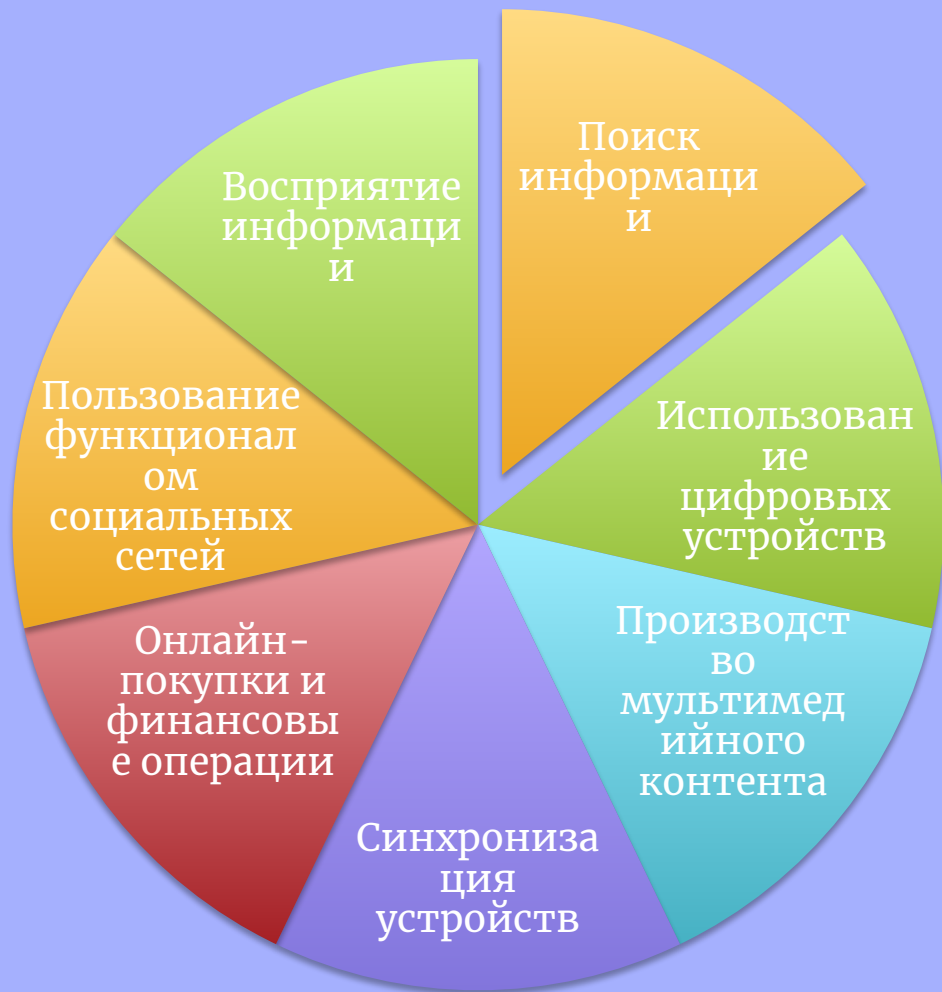 Поиск
информаци
и
Использован
ие
цифровых
устройств
Производст
во
мультимед
ийного
контента
Синхрониза
ция
устройств
Онлайн-
покупки и
финансовы
е операции
Пользование
функционал
ом
социальных
сетей
Восприятие
информаци
и